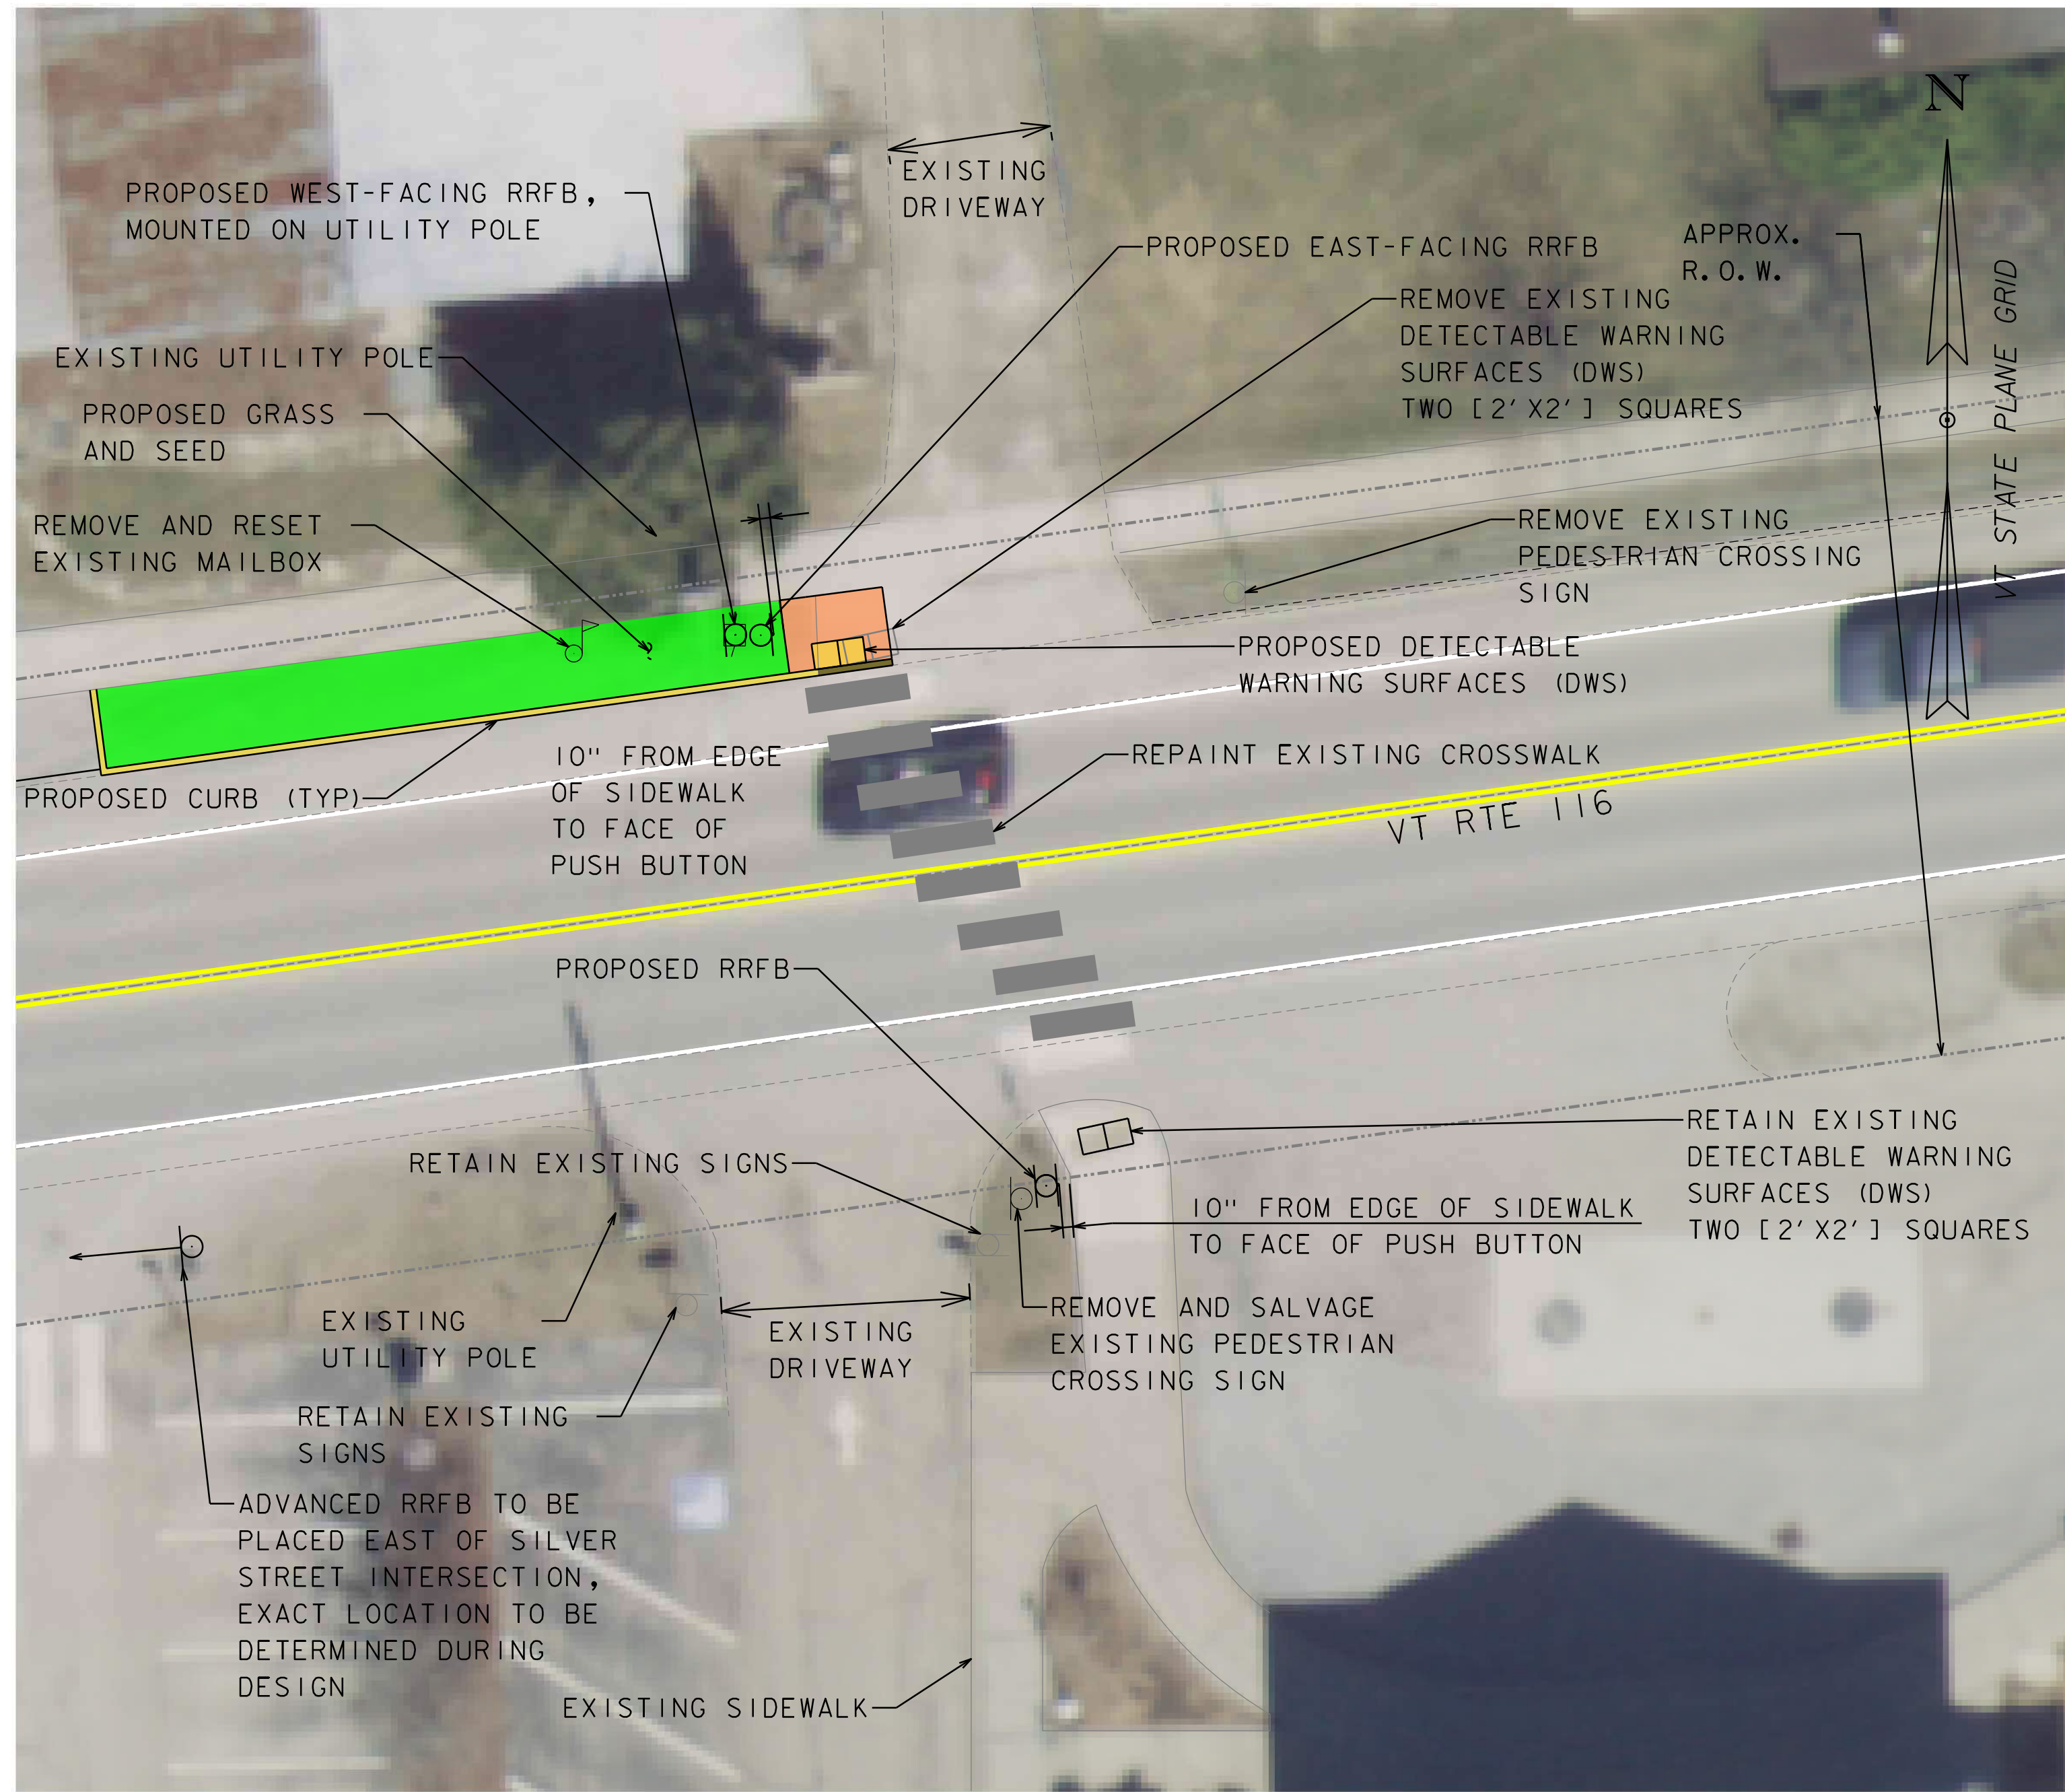 N
VT STATE PLANE GRID
EXISTING
DRIVEWAY
PROPOSED WEST-FACING RRFB,
MOUNTED ON UTILITY POLE
PROPOSED EAST-FACING RRFB
APPROX.
R.O.W.
REMOVE EXISTING
DETECTABLE WARNING
SURFACES (DWS)
TWO [2'X2'] SQUARES
EXISTING UTILITY POLE
PROPOSED GRASS
AND SEED
REMOVE AND RESET
EXISTING MAILBOX
REMOVE EXISTING
PEDESTRIAN CROSSING
SIGN
PROPOSED DETECTABLE
WARNING SURFACES (DWS)
REPAINT EXISTING CROSSWALK
10" FROM EDGE
OF SIDEWALK
TO FACE OF
PUSH BUTTON
PROPOSED CURB (TYP)
VT RTE 116
PROPOSED RRFB
RETAIN EXISTING SIGNS
RETAIN EXISTING
DETECTABLE WARNING
SURFACES (DWS)
TWO [2'X2'] SQUARES
10" FROM EDGE OF SIDEWALK
TO FACE OF PUSH BUTTON
EXISTING
UTILITY POLE
EXISTING
DRIVEWAY
REMOVE AND SALVAGE
EXISTING PEDESTRIAN
CROSSING SIGN
RETAIN EXISTING
SIGNS
ADVANCED RRFB TO BE
PLACED EAST OF SILVER
STREET INTERSECTION,
EXACT LOCATION TO BE
DETERMINED DURING
DESIGN
EXISTING SIDEWALK